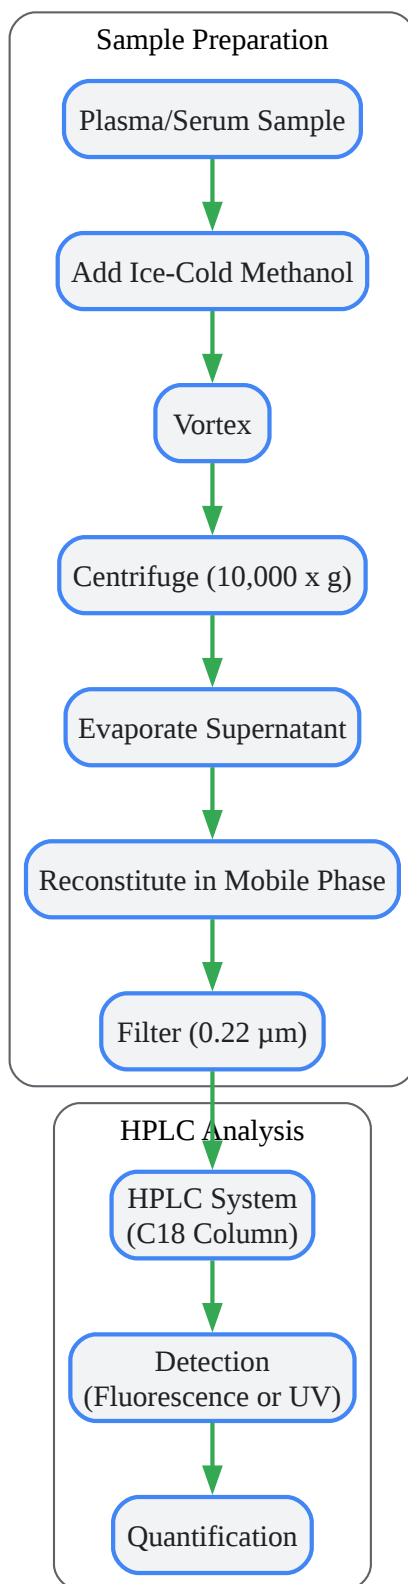 Sample Preparation
Plasma/Serum Sample
Add Ice-Cold Methanol
Vortex
Centrifuge (10,000 x g)
Evaporate Supernatant
Reconstitute in Mobile Phase
Filter (0.22 µm)
HPLC Analysis
HPLC System
(C18 Column)
Detection
(Fluorescence or UV)
Quantification